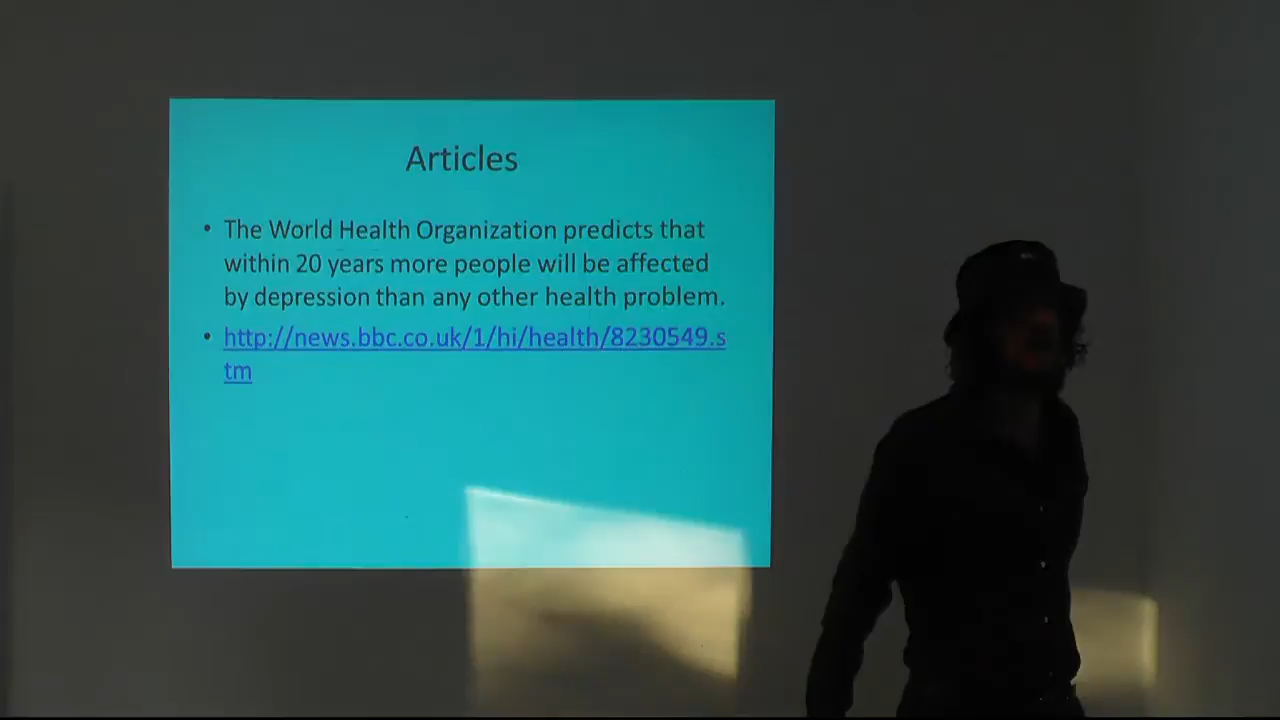 Articles
• The World Health Organization predicts that
within 20 years more people will be affected
by depression than any other health problem.
• http://news.bbc.co.uk/1/hi/health/8230549.s
tm